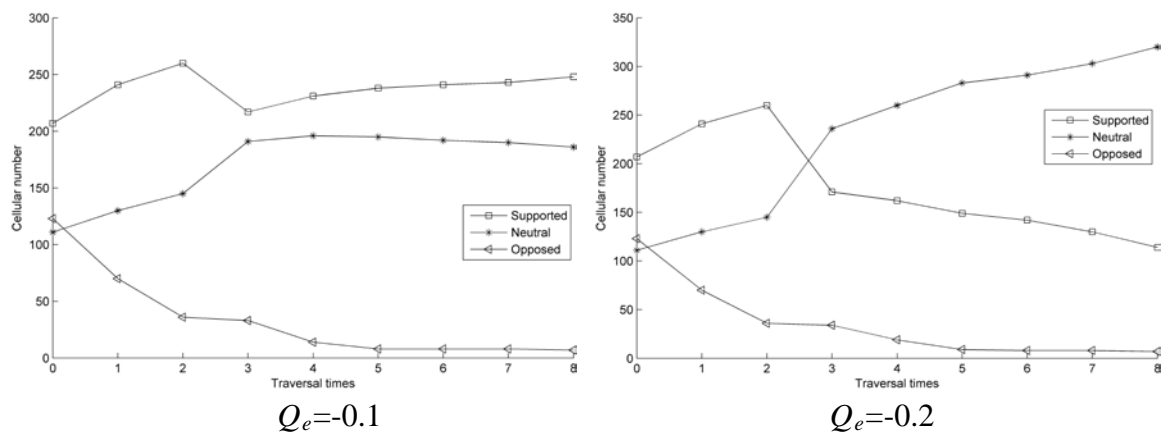 300
250
200
150
100
50
0
Cellular number
0 1 2 3 4 5 6 7 8
Traversal times
Supported
Neutral
Opposed
Qe=-0.1
350
300
250
200
150
100
50
0
Cellular number
0 1 2 3 4 5 6 7 8
Traversal times
Supported
Neutral
Opposed
Qe=-0.2